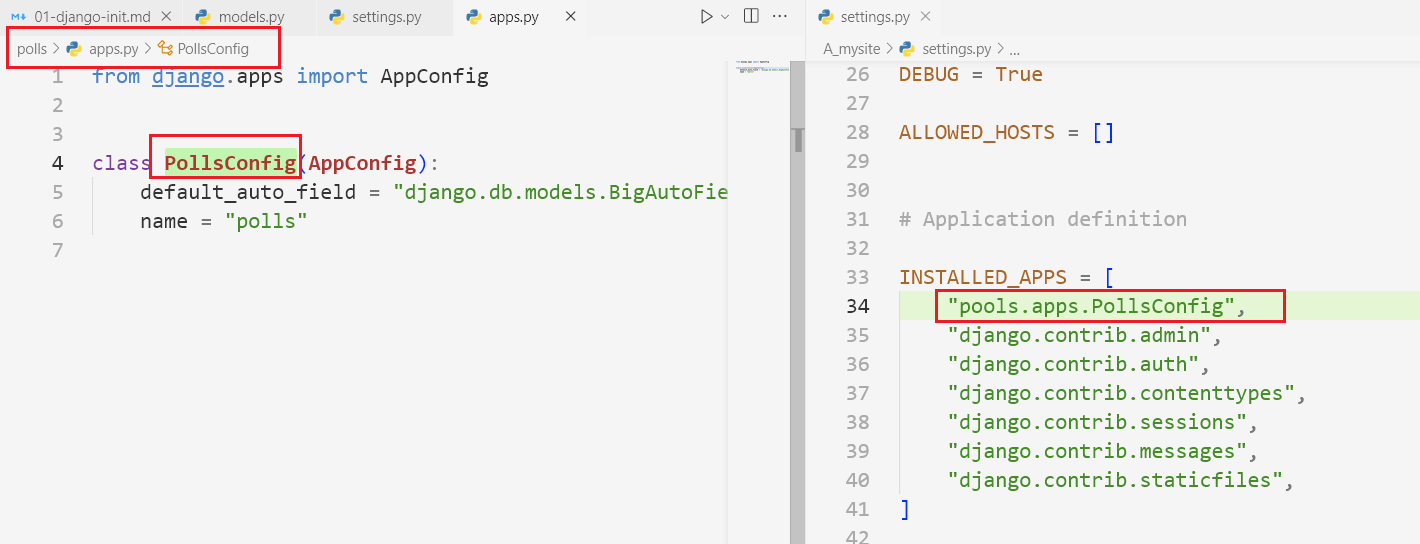 01-django-init.md models.py settings.py apps.py
polls > apps.py > PollsConfig
1 from django.apps import AppConfig
2
3
4 class PollsConfig(AppConfig):
5 default_auto_field = "django.db.models.BigAutoFie
6 name = "polls"
7
settings.py
A_mysite > settings.py > ...
26 DEBUG = True
27
28 ALLOWED_HOSTS = []
29
30
31 # Application definition
32
33 INSTALLED_APPS = [
34 "pools.apps.PollsConfig",
35 "django.contrib.admin",
36 "django.contrib.auth",
37 "django.contrib.contenttypes",
38 "django.contrib.sessions",
39 "django.contrib.messages",
40 "django.contrib.staticfiles",
41 ]
42